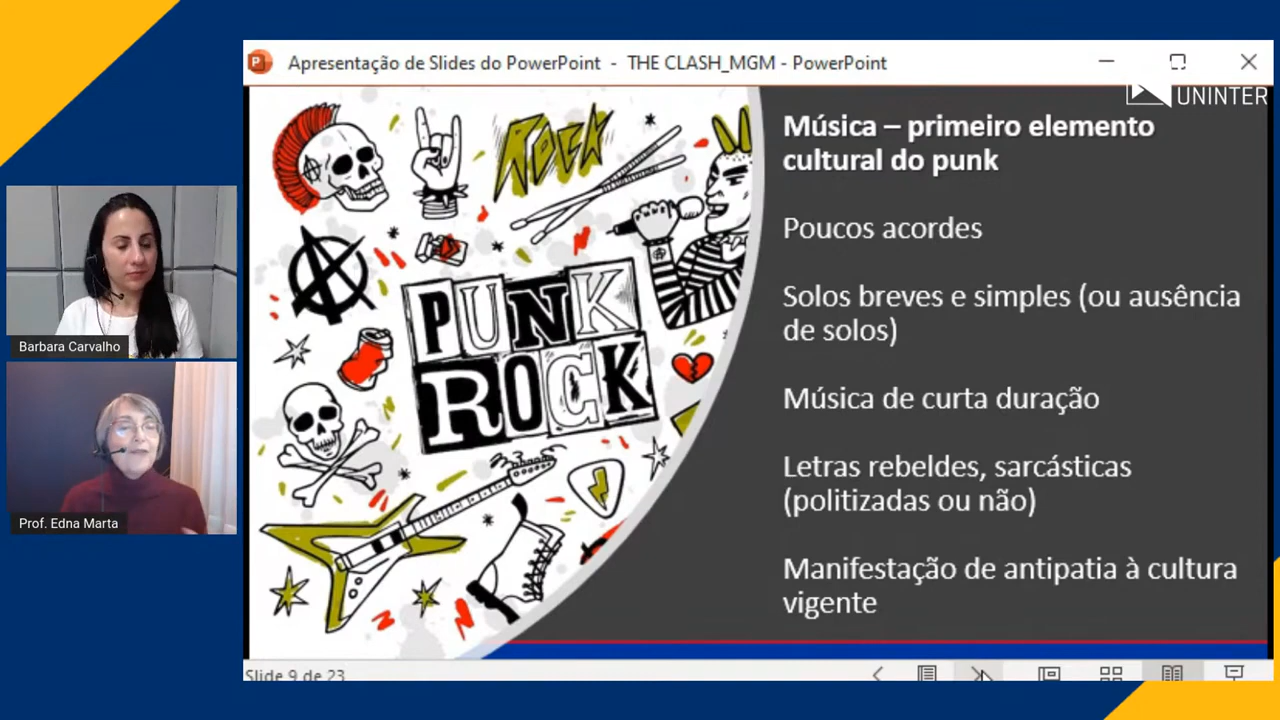 Apresentação de Slides do PowerPoint - THE CLASH_MGM - PowerPoint
UNINTER
Música – primeiro elemento
cultural do punk
Poucos acordes
Solos breves e simples (ou ausência
de solos)
Música de curta duração
Letras rebeldes, sarcásticas
(politizadas ou não)
Manifestação de antipatia à cultura
vigente
ROCK
PUNK
ROCK
Barbara Carvalho
Prof. Edna Marta
Slide 9 de 23